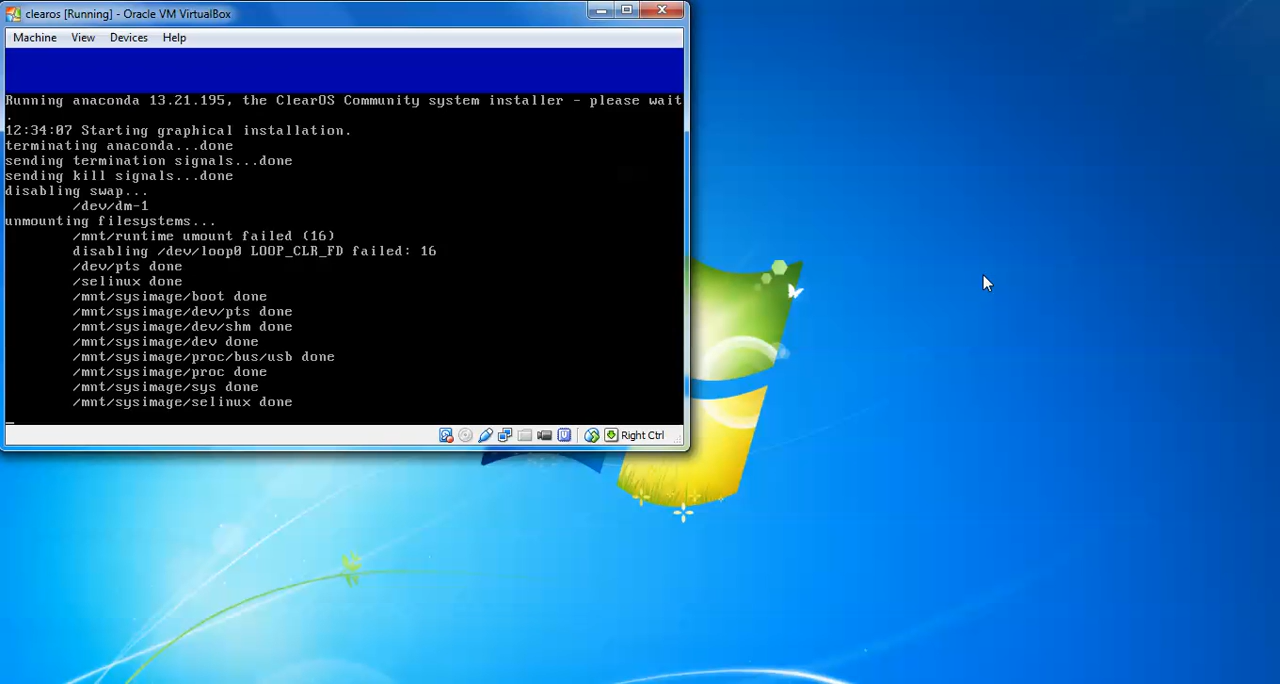 clearos [Running] - Oracle VM VirtualBox
Machine View Devices Help
Running anaconda 13.21.195, the ClearOS Community system installer - please wait
.
12:34:07 Starting graphical installation.
terminating anaconda...done
sending termination signals...done
sending kill signals...done
disabling swap...
/dev/dm-1
unmounting filesystems...
/mnt/runtime umount failed (16)
disabling /dev/loop0 LOOP_CLR_FD failed: 16
/dev/pts done
/selinux done
/mnt/sysimage/boot done
/mnt/sysimage/dev/pts done
/mnt/sysimage/dev/shm done
/mnt/sysimage/dev done
/mnt/sysimage/proc/bus/usb done
/mnt/sysimage/proc done
/mnt/sysimage/sys done
/mnt/sysimage/selinux done
Right Ctrl